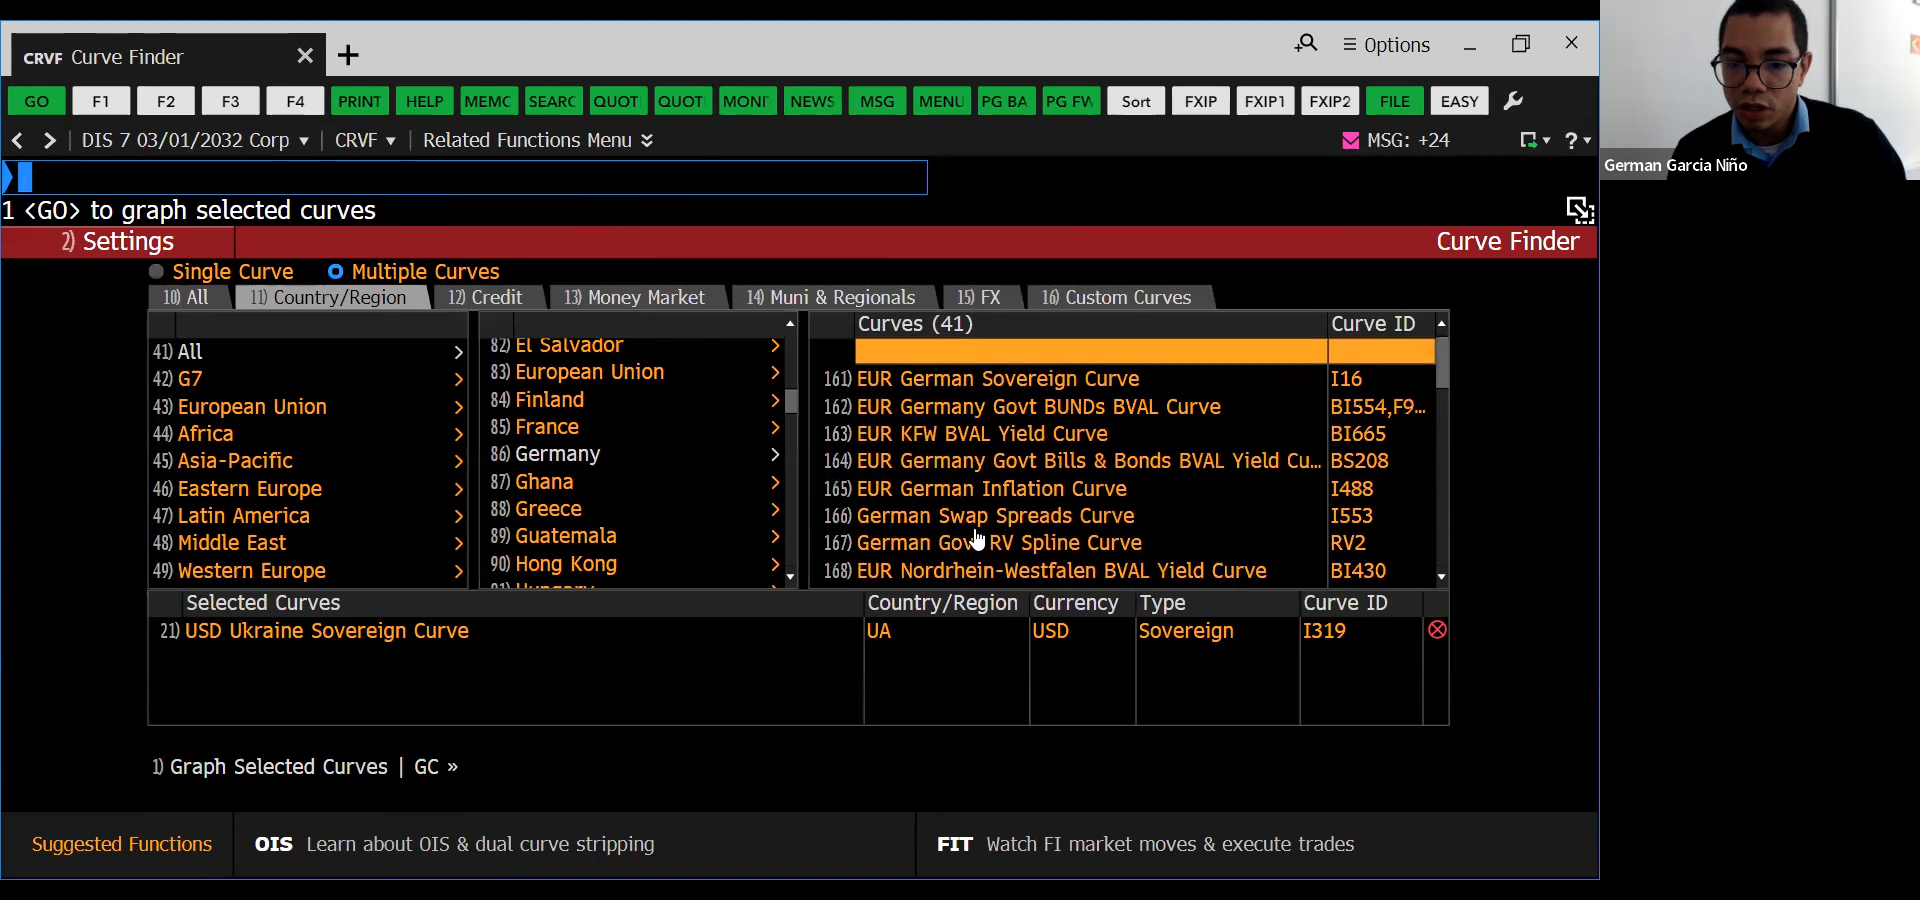 CRVF Curve Finder
Options
GO F1 F2 F3 F4 PRINT HELP MEMC SEARC QUOT QUOT MONI NEWS MSG MENU PG BA PG FW Sort FXIP FXIP1 FXIP2 FILE EASY
DIS 7 03/01/2032 Corp CRVF Related Functions Menu MSG: +24 ?
German Garcia Niño
1 <GO> to graph selected curves
2) Settings Curve Finder
Single Curve Multiple Curves
10) All 11) Country/Region 12) Credit 13) Money Market 14) Muni & Regionals 15) FX 16) Custom Curves
Curves (41) Curve ID
41) All 82) El Salvador
42) G7 83) European Union 161) EUR German Sovereign Curve I16
43) European Union 84) Finland 162) EUR Germany Govt BUNDs BVAL Curve BI554,F9...
44) Africa 85) France 163) EUR KFW BVAL Yield Curve BI665
45) Asia-Pacific 86) Germany 164) EUR Germany Govt Bills & Bonds BVAL Yield Cu... BS208
46) Eastern Europe 87) Ghana 165) EUR German Inflation Curve I488
47) Latin America 88) Greece 166) German Swap Spreads Curve I553
48) Middle East 89) Guatemala 167) German Gov RV Spline Curve RV2
49) Western Europe 90) Hong Kong 168) EUR Nordrhein-Westfalen BVAL Yield Curve BI430
Selected Curves Country/Region Currency Type Curve ID
21) USD Ukraine Sovereign Curve UA USD Sovereign I319
1) Graph Selected Curves | GC »
Suggested Functions OIS Learn about OIS & dual curve stripping FIT Watch FI market moves & execute trades